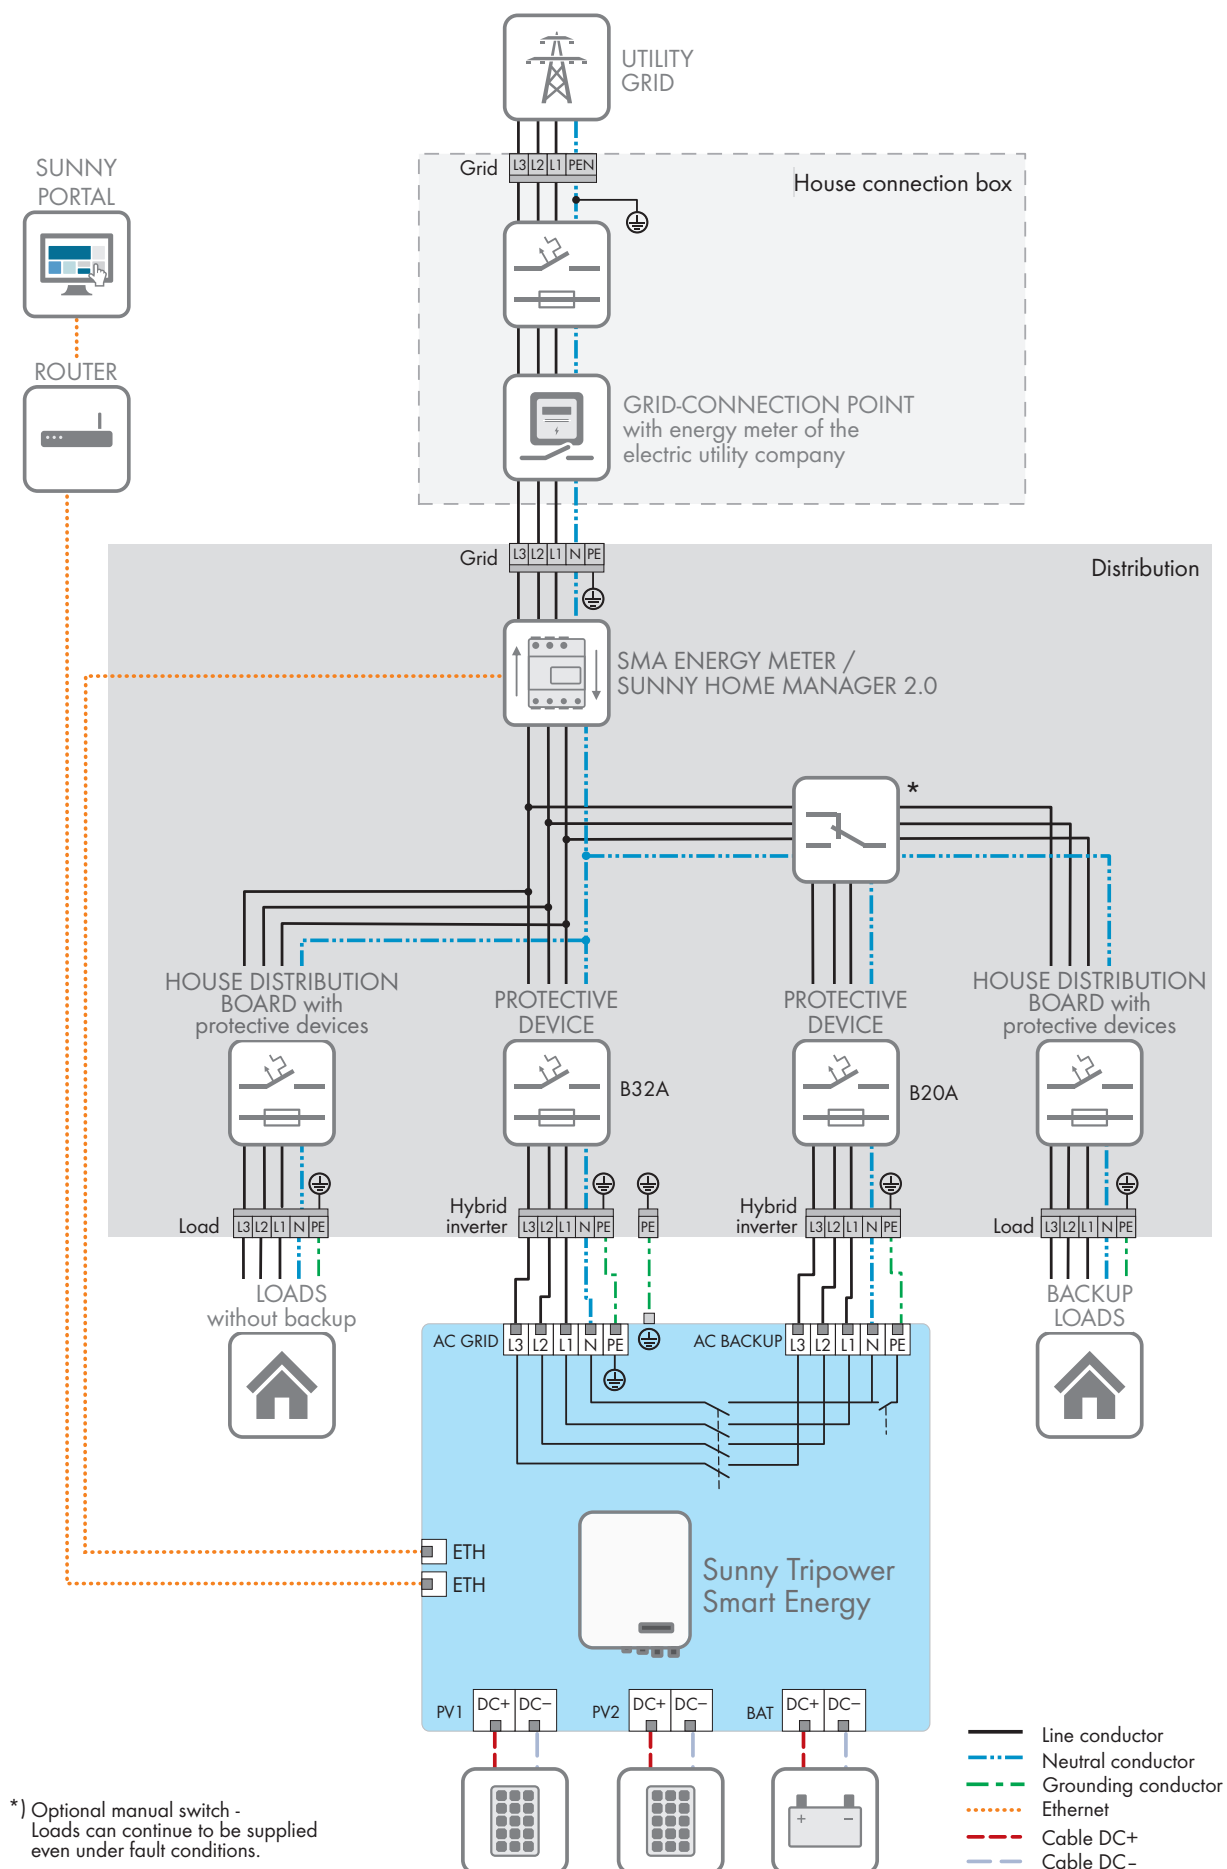 UTILITY
GRID
SUNNY
PORTAL
Grid
L3 L2 L1 PEN
House connection box
ROUTER
GRID-CONNECTION POINT
with energy meter of the
electric utility company
Grid
L3 L2 L1 N PE
Distribution
SMA ENERGY METER /
SUNNY HOME MANAGER 2.0
*
HOUSE DISTRIBUTION
BOARD with
protective devices
PROTECTIVE
DEVICE
B32A
PROTECTIVE
DEVICE
B20A
HOUSE DISTRIBUTION
BOARD with
protective devices
Load
L3 L2 L1 N PE
Hybrid
inverter
L3 L2 L1 N PE
PE
Hybrid
inverter
L3 L2 L1 N PE
Load
L3 L2 L1 N PE
LOADS
without backup
BACKUP
LOADS
AC GRID
L3 L2 L1 N PE
AC BACKUP
L3 L2 L1 N PE
ETH
ETH
Sunny Tripower
Smart Energy
PV1
DC+ DC−
PV2
DC+ DC−
BAT
DC+ DC−
+ −
Line conductor
Neutral conductor
Grounding conductor
Ethernet
Cable DC+
Cable DC−
*) Optional manual switch -
Loads can continue to be supplied
even under fault conditions.